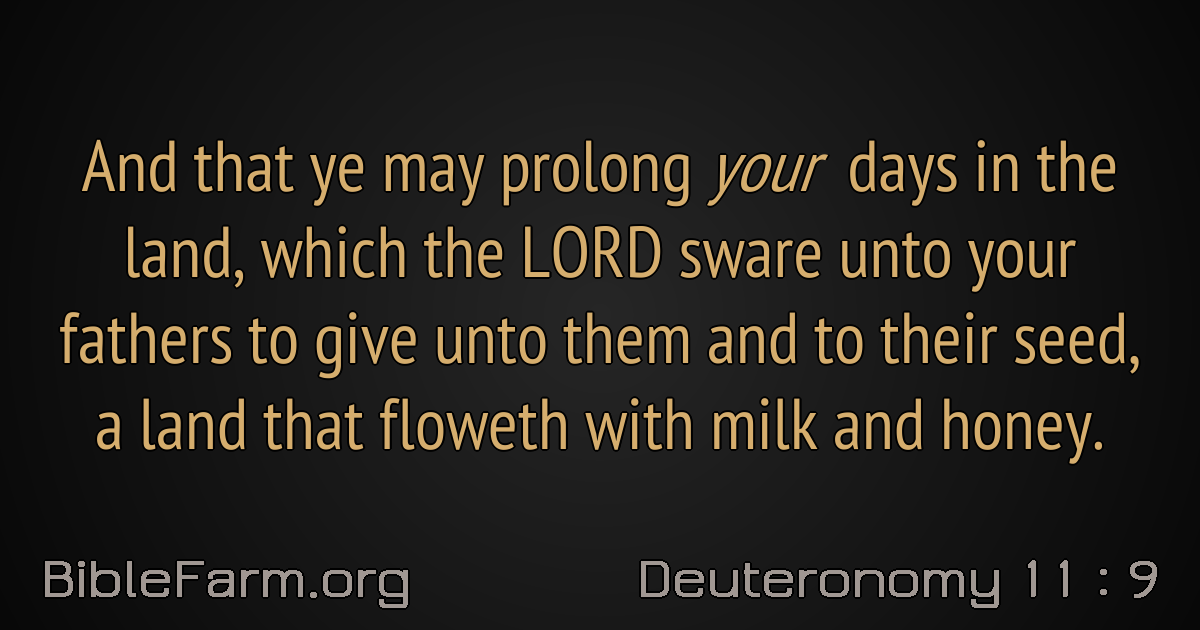 And that ye may prolong your days in the
land, which the LORD sware unto your
fathers to give unto them and to their seed,
a land that floweth with milk and honey.
BibleFarm.org
Deuteronomy 11 : 9